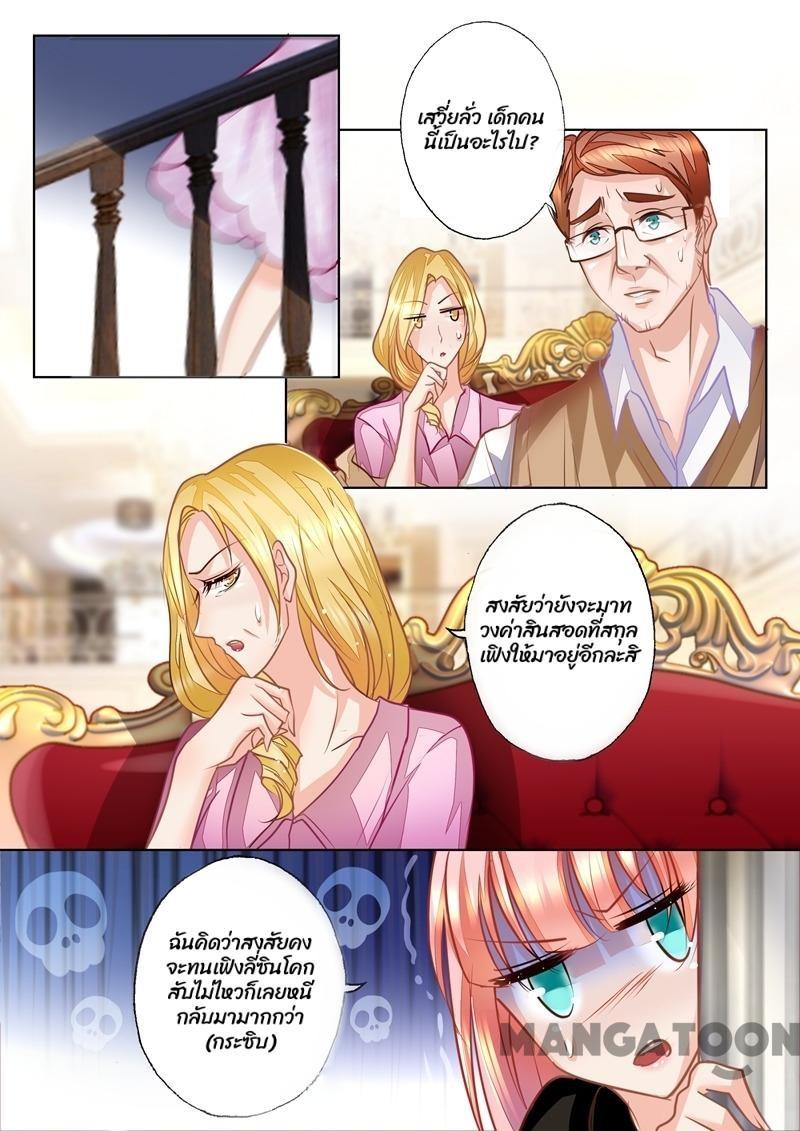 เสวี่ยลั่ว เด็กคน
นี้เป็นอะไรไป?
สงสัยว่ายังจะมาท
วงค่าสินสอดที่สกุล
เฟิงให้มาอยู่อีกละสิ
ฉันคิดว่าสงสัยคง
จะทนเฟิงลี่ซินโดก
สับไม่ไหวก็เลยหนี
กลับมามากกว่า
(กระซิบ)
MANGATOON